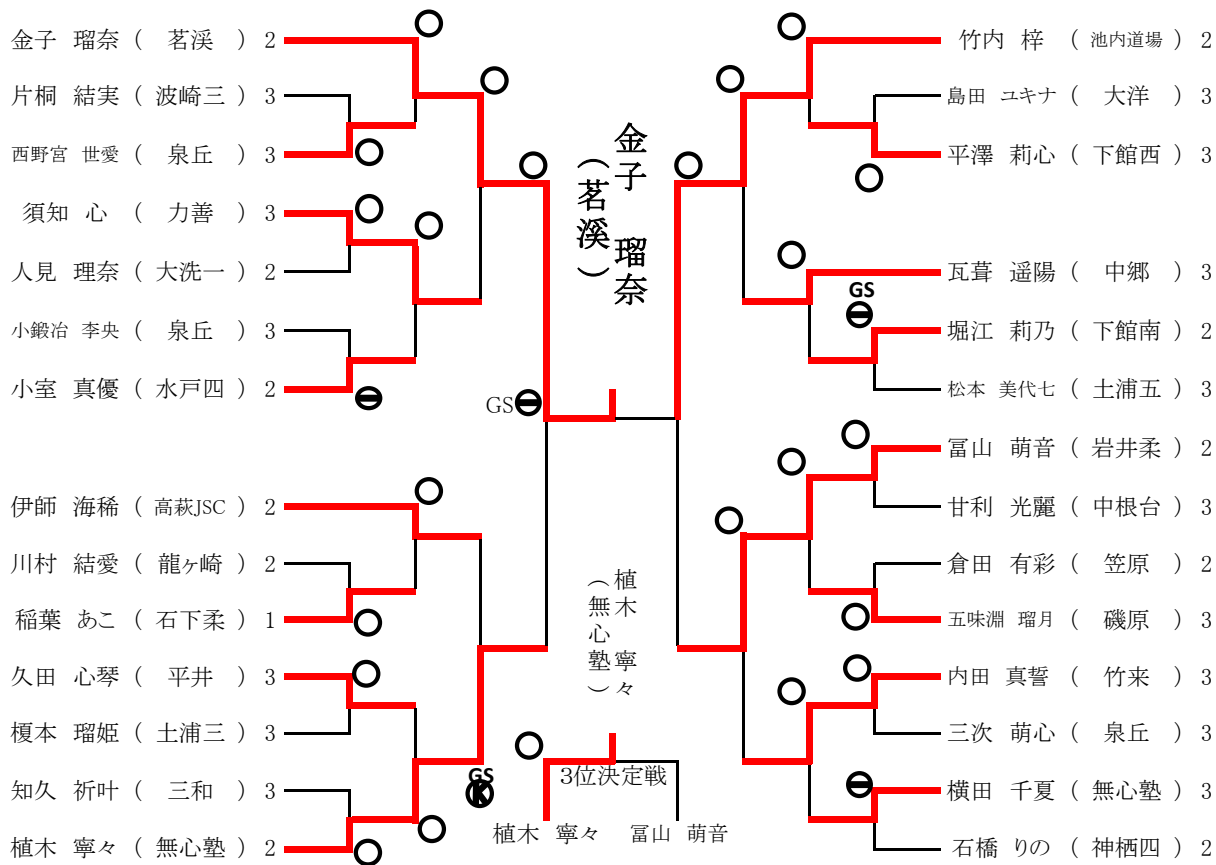 金子 瑠奈 ( 茗溪 ) 2
片桐 結実 ( 波崎三 ) 3
西野宮 世愛 ( 泉丘 ) 3
須知 心 ( 力善 ) 3
人見 理奈 ( 大洗一 ) 2
小鍛冶 李央 ( 泉丘 ) 3
小室 真優 ( 水戸四 ) 2
GS
伊師 海稀 ( 高萩JSC ) 2
川村 結愛 ( 龍ヶ崎 ) 2
稲葉 あこ ( 石下柔 ) 1
久田 心琴 ( 平井 ) 3
榎本 瑠姫 ( 土浦三 ) 3
知久 祈叶 ( 三和 ) 3
植木 寧々 ( 無心塾 ) 2
GS
K
金子 瑠奈
(茗溪)
植木 寧々
(無心塾)
3位決定戦
植木 寧々
冨山 萌音
竹内 梓 ( 池内道場 ) 2
島田 ユキナ ( 大洋 ) 3
平澤 莉心 ( 下館西 ) 3
瓦葺 遥陽 ( 中郷 ) 3
GS
堀江 莉乃 ( 下館南 ) 2
松本 美代七 ( 土浦五 ) 3
冨山 萌音 ( 岩井柔 ) 2
甘利 光麗 ( 中根台 ) 3
倉田 有彩 ( 笠原 ) 2
五味淵 瑠月 ( 磯原 ) 3
内田 真誓 ( 竹来 ) 3
三次 萌心 ( 泉丘 ) 3
横田 千夏 ( 無心塾 ) 3
石橋 りの ( 神栖四 ) 2